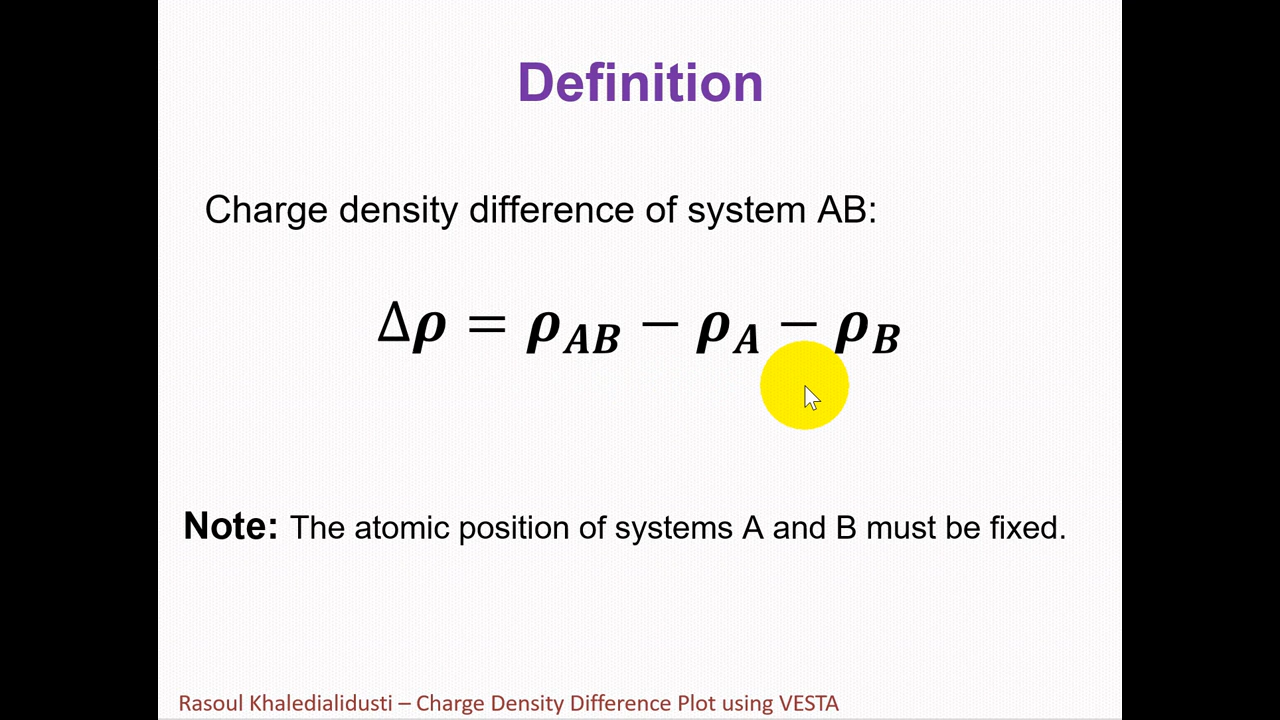 Definition
Charge density difference of system AB:
Δρ = ρ_AB − ρ_A − ρ_B
Note: The atomic position of systems A and B must be fixed.
Rasoul Khaledialidusti – Charge Density Difference Plot using VESTA